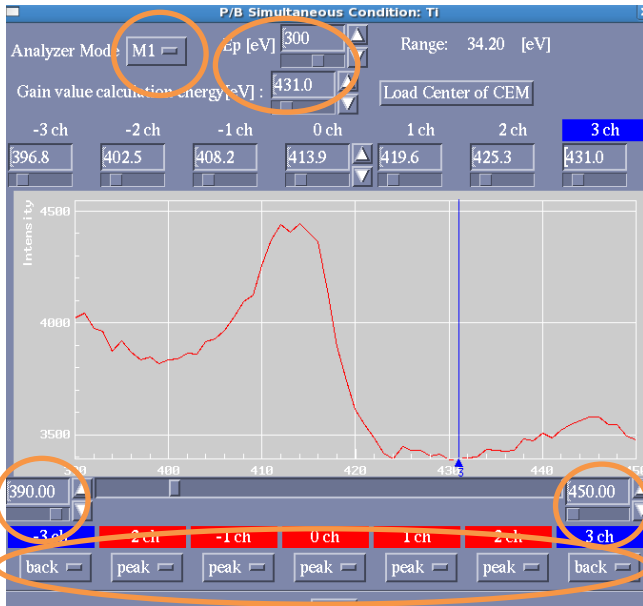 P/B Simultaneous Condition: Ti
Analyzer Mode M1 Ep [eV] 300 Range: 34.20 [eV]
Gain value calculation energy[eV] : 431.0 Load Center of CEM
-3 ch -2 ch -1 ch 0 ch 1 ch 2 ch 3 ch
396.8 402.5 408.2 413.9 419.6 425.3 431.0
Intensity
4500
4000
3500
400 410 420 430 440
390.00 450.00
-3 ch -2 ch -1 ch 0 ch 1 ch 2 ch 3 ch
back peak peak peak peak peak back